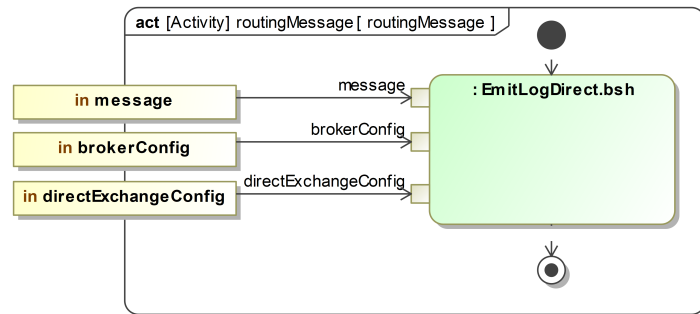 act [Activity] routingMessage[ routingMessage ]
message
in message
: EmitLogDirect.bsh
brokerConfig
in brokerConfig
directExchangeConfig
in directExchangeConfig